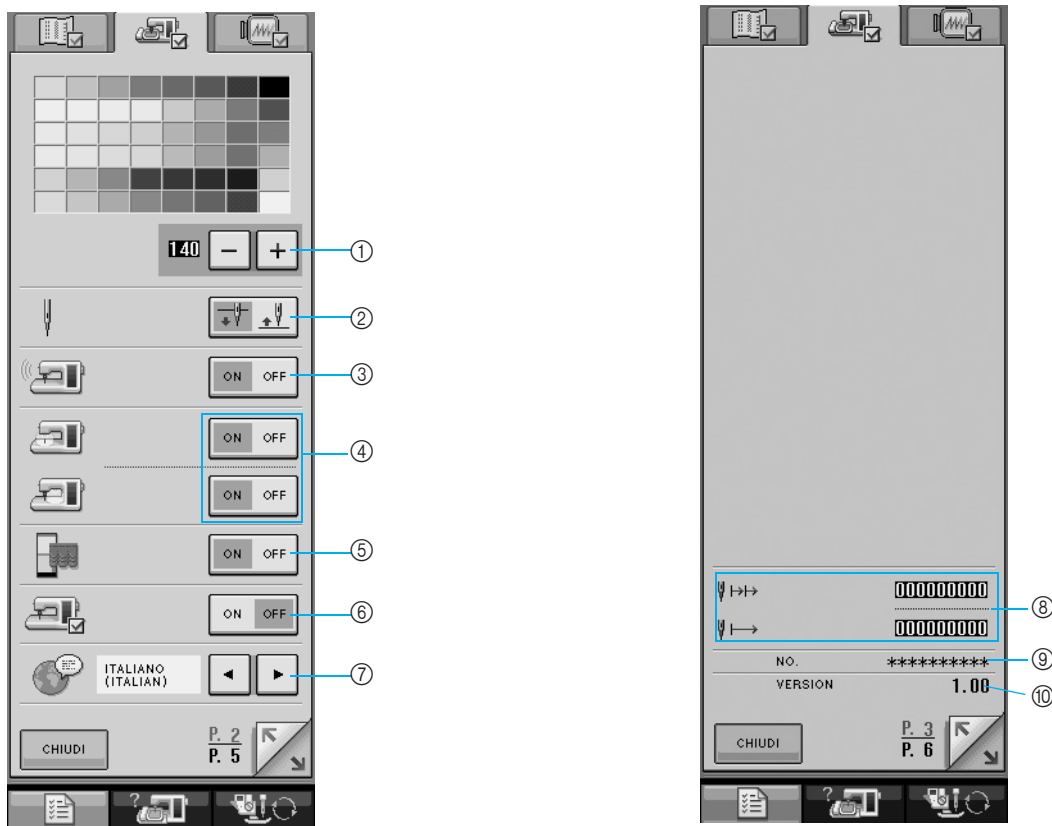 140 − + ①
②
ON OFF ③
ON OFF
④
ON OFF
ON OFF ⑤
ON OFF ⑥
ITALIANO
(ITALIAN)
⑦
CHIUDI
P. 2
P. 5
?
000000000
⑧
000000000
NO. ********** ⑨
VERSION 1.00 ⑩
CHIUDI
P. 3
P. 6
?